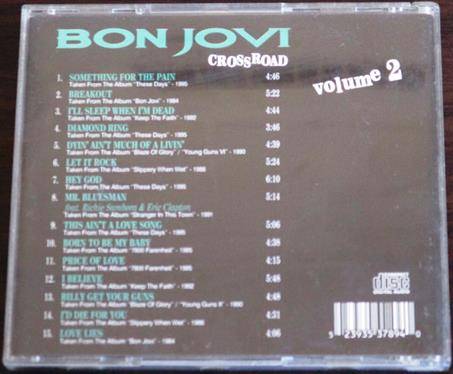 BON JOVI
CROSSROAD
volume 2
1. SOMETHING FOR THE PAIN 4:46
Taken From The Album "These Days" - 1995
2. BREAKOUT 5:22
Taken From The Album "Bon Jovi" - 1984
3. I'LL SLEEP WHEN I'M DEAD 4:44
Taken From The Album "Keep The Faith" - 1992
4. DIAMOND RING 3:46
Taken From The Album "These Days" - 1995
5. DYIN' AIN'T MUCH OF A LIVIN' 4:39
Taken From The Album "Blaze Of Glory" / "Young Guns VI" - 1990
6. LET IT ROCK 5:24
Taken From The Album "Slippery When Wet" - 1986
7. HEY GOD 6:10
Taken From The Album "These Days" - 1995
8. MR. BLUESMAN 5:14
feat. Richie Sambora & Eric Clapton
Taken From The Album "Stranger In This Town" - 1991
9. THIS AIN'T A LOVE SONG 5:06
Taken From The Album "These Days" - 1995
10. BORN TO BE MY BABY 4:38
Taken From The Album "7800 Farenheit" - 1985
11. PRICE OF LOVE 4:15
Taken From The Album "7800 Farenheit" - 1985
12. I BELIEVE 5:48
Taken From The Album "Keep The Faith" - 1992
13. BILLY GET YOUR GUNS 4:48
Taken From The Album "Blaze Of Glory" / "Young Guns II" - 1990
14. I'D DIE FOR YOU 4:31
Taken From The Album "Slippery When Wet" - 1986
15. LOVE LIES 4:06
Taken From The Album "Bon Jovi" - 1984
COMPACT
disc
5 23935 37894 0